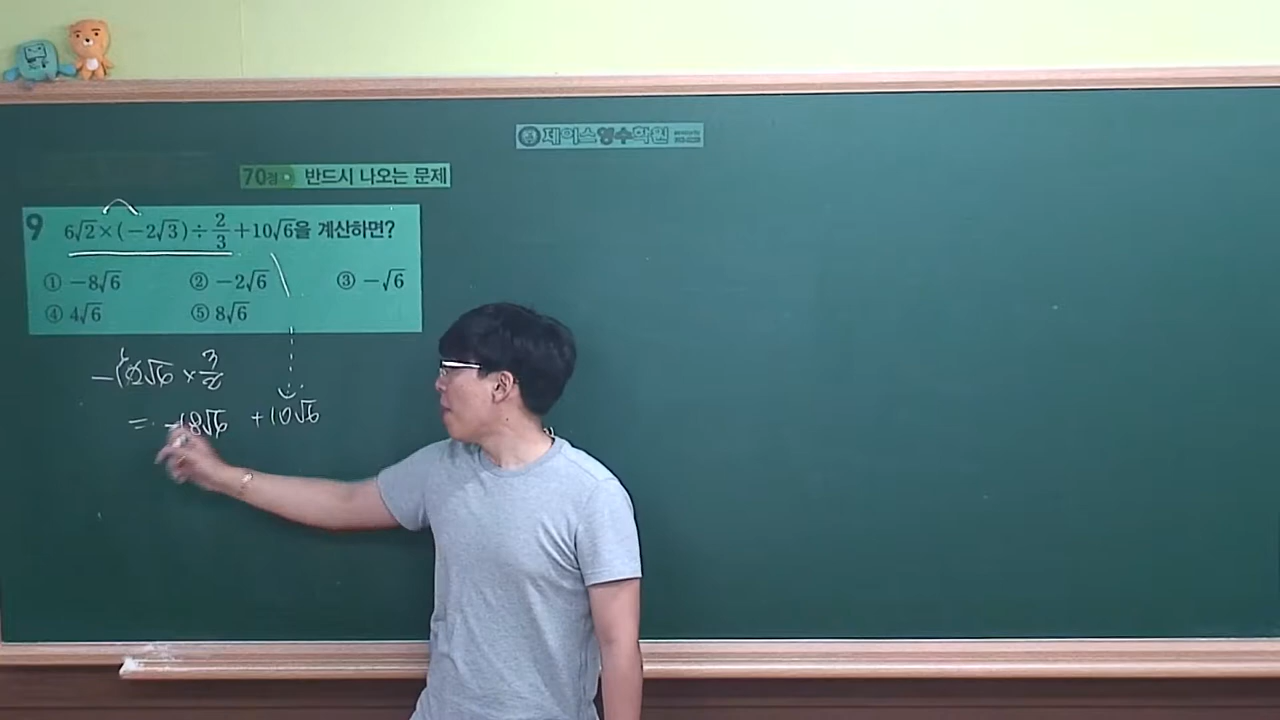 제이스영수학원
70점 반드시 나오는 문제
9 6√2×(−2√3)÷2/3+10√6을 계산하면?
① −8√6 ② −2√6 ③ −√6
④ 4√6 ⑤ 8√6
−12√6 × 3/2
= −18√6 + 10√6